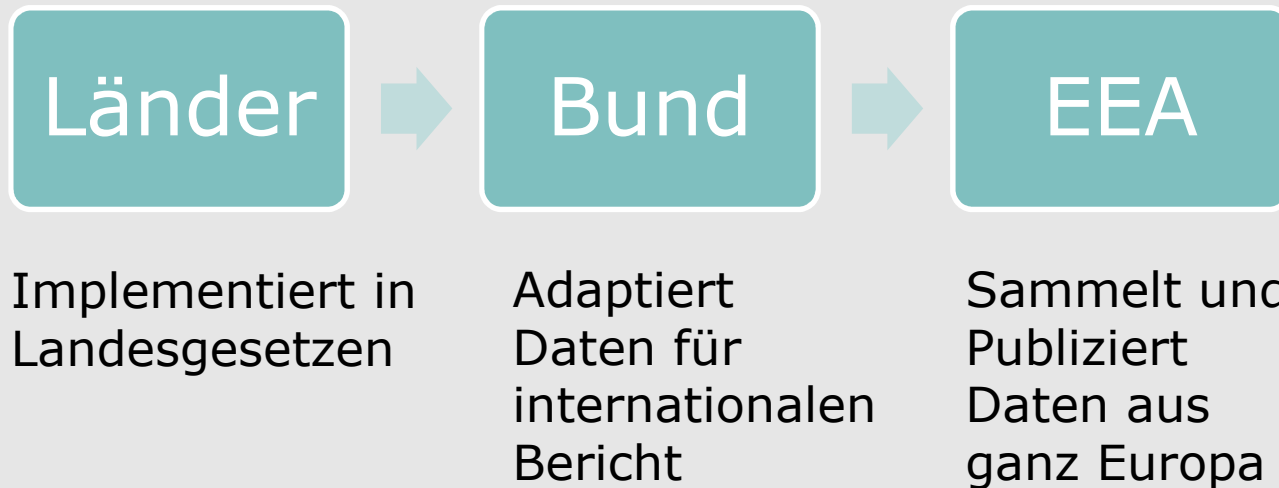 Länder
Bund
EEA
Implementiert in
Landesgesetzen
Adaptiert
Daten für
internationalen
Bericht
Sammelt und
Publiziert
Daten aus
ganz Europa